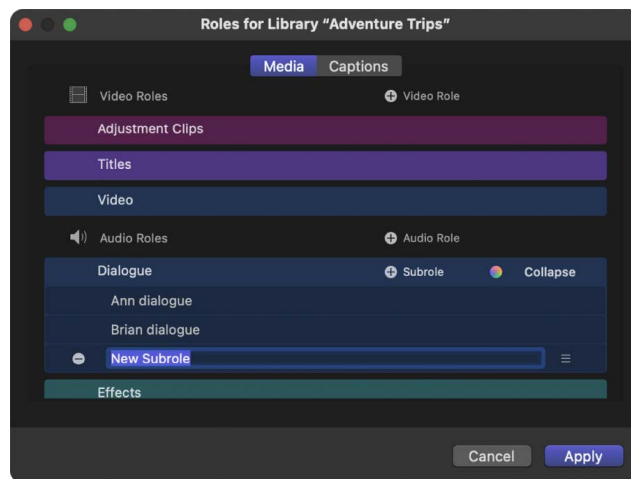 Roles for Library “Adventure Trips”
Media Captions
Video Roles Video Role
Adjustment Clips
Titles
Video
Audio Roles Audio Role
Dialogue Subrole Collapse
Ann dialogue
Brian dialogue
New Subrole
Effects
Cancel Apply